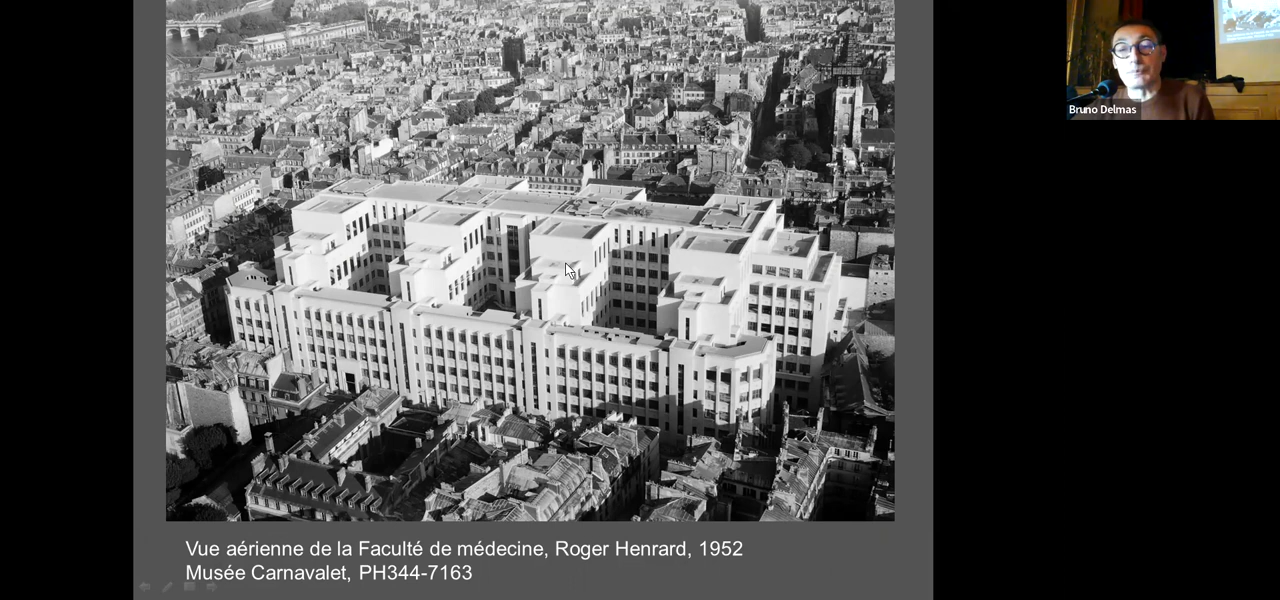 Vue aérienne de la Faculté de médecine, Roger Henrard, 1952
Musée Carnavalet, PH344-7163
Bruno Delmas